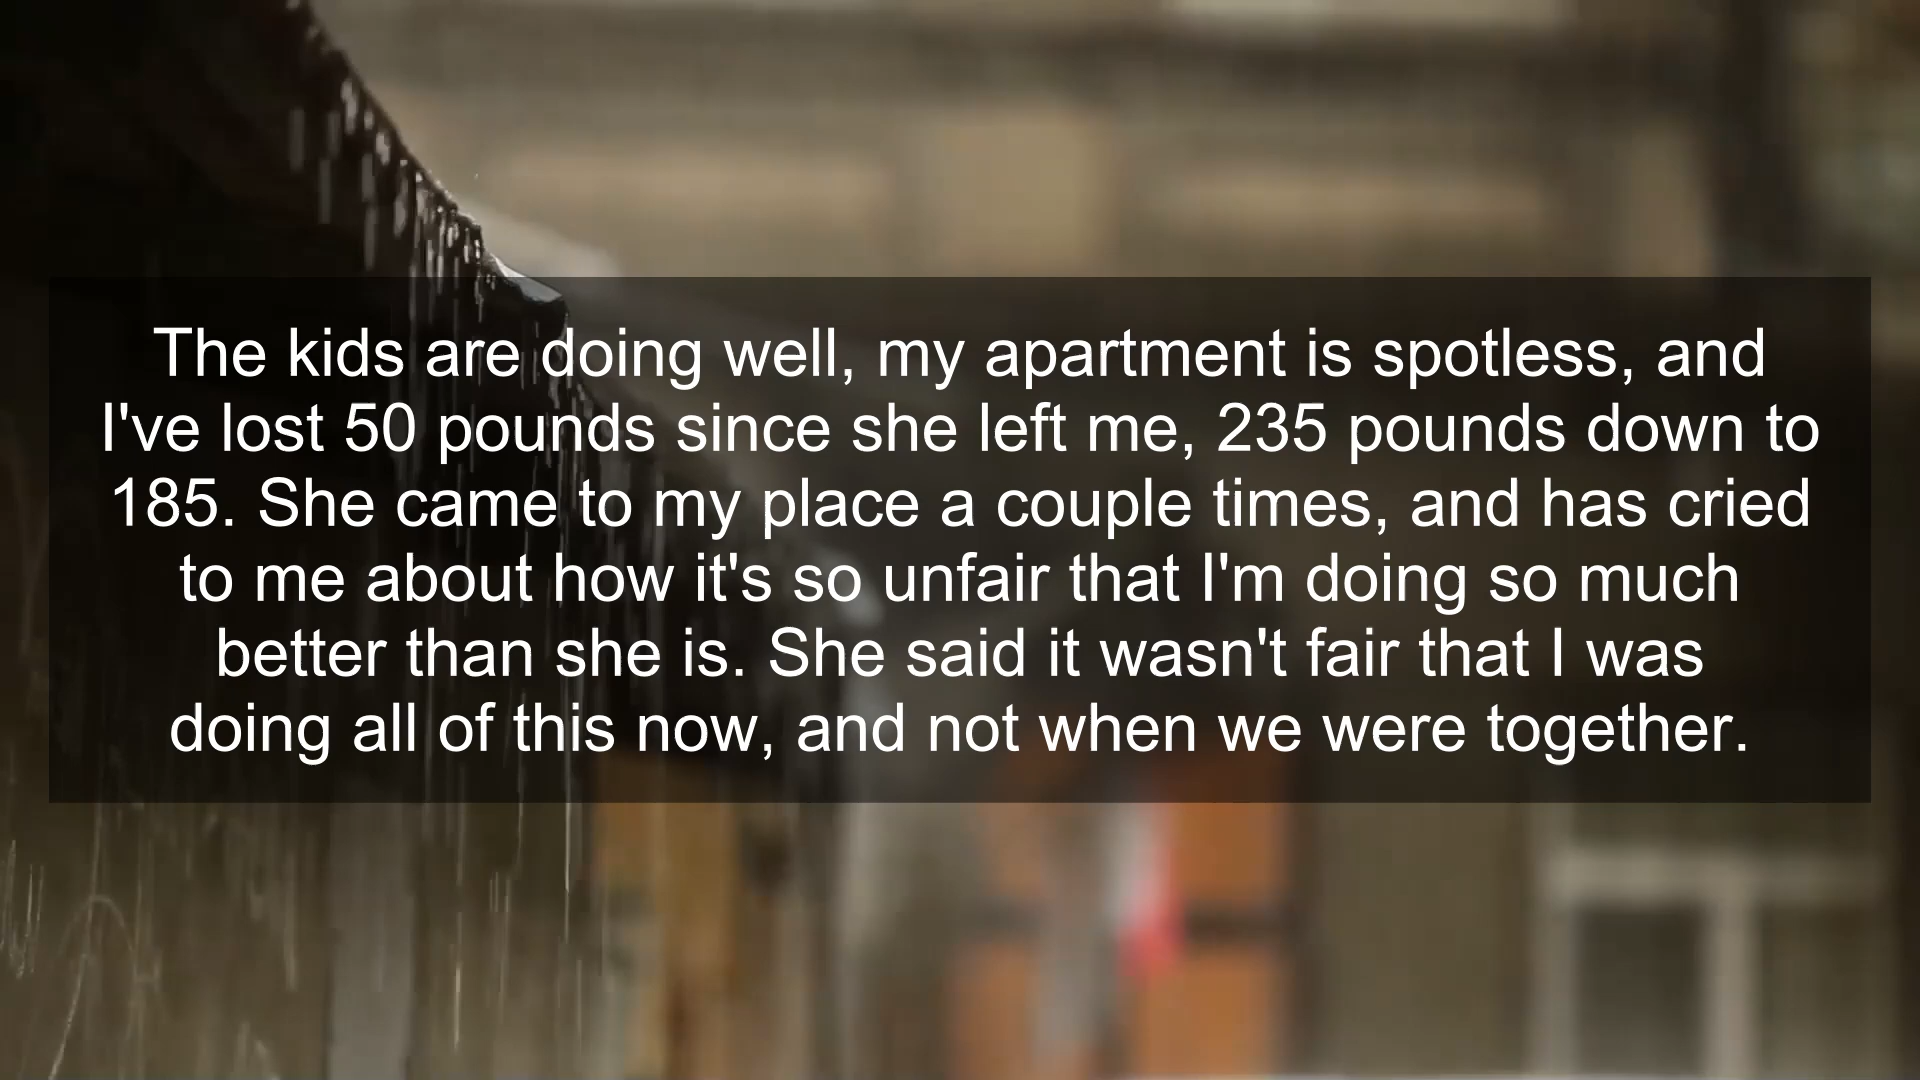 The kids are doing well, my apartment is spotless, and
I've lost 50 pounds since she left me, 235 pounds down to
185. She came to my place a couple times, and has cried
to me about how it's so unfair that I'm doing so much
better than she is. She said it wasn't fair that I was
doing all of this now, and not when we were together.